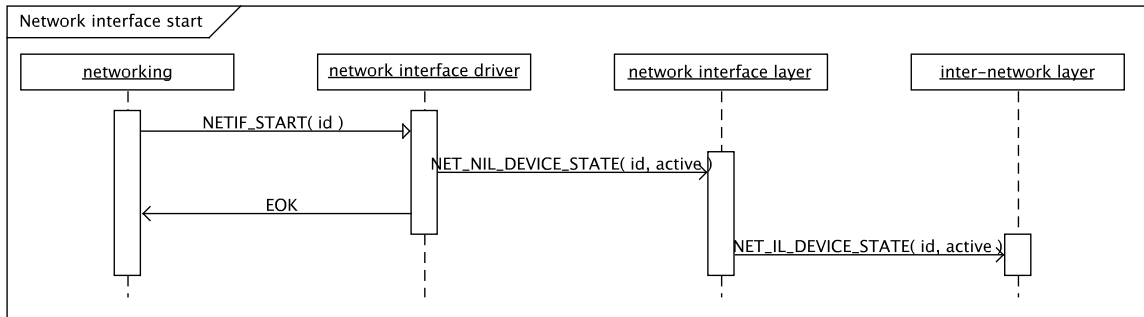 Network interface start
networking
network interface driver
network interface layer
inter-network layer
NETIF_START( id )
NET_NIL_DEVICE_STATE( id, active )
EOK
NET_IL_DEVICE_STATE( id, active )